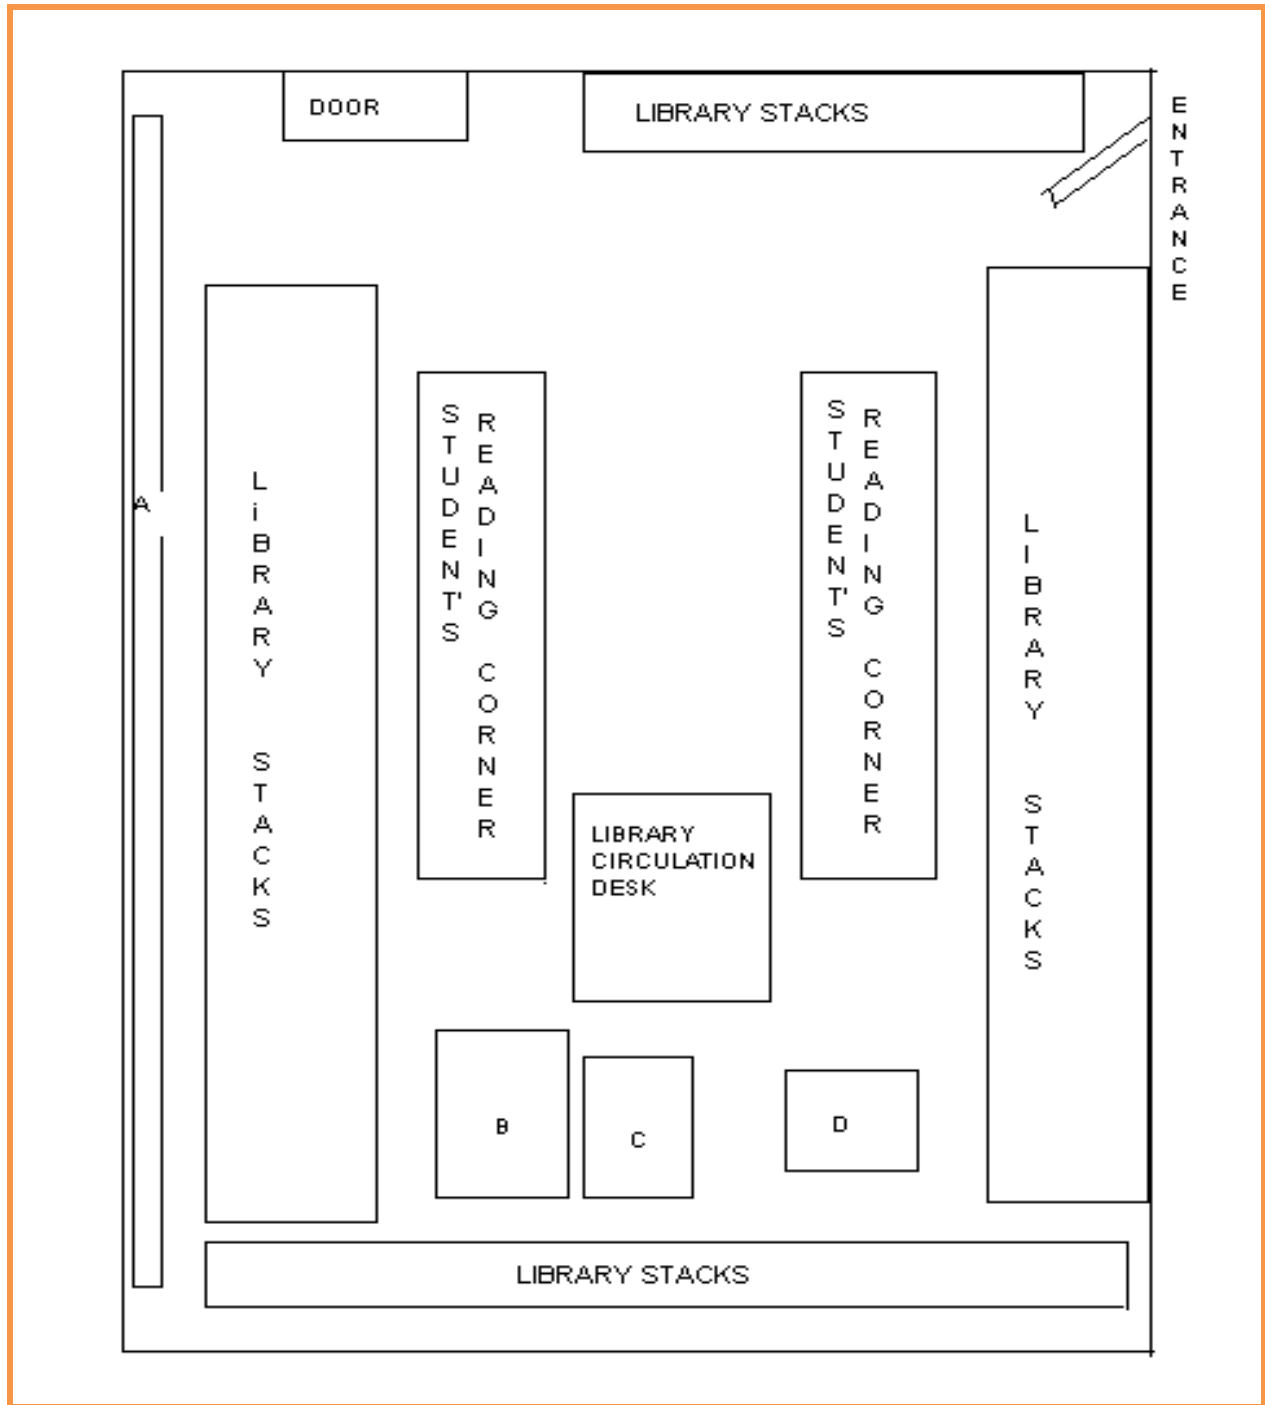 DOOR
LIBRARY STACKS
ENTRANCE
A
LiBRARY STACKS
STUDENT'S
READING CORNER
STUDENT'S
READING CORNER
LIBRARY STACKS
LIBRARY
CIRCULATION
DESK
B
C
D
LIBRARY STACKS